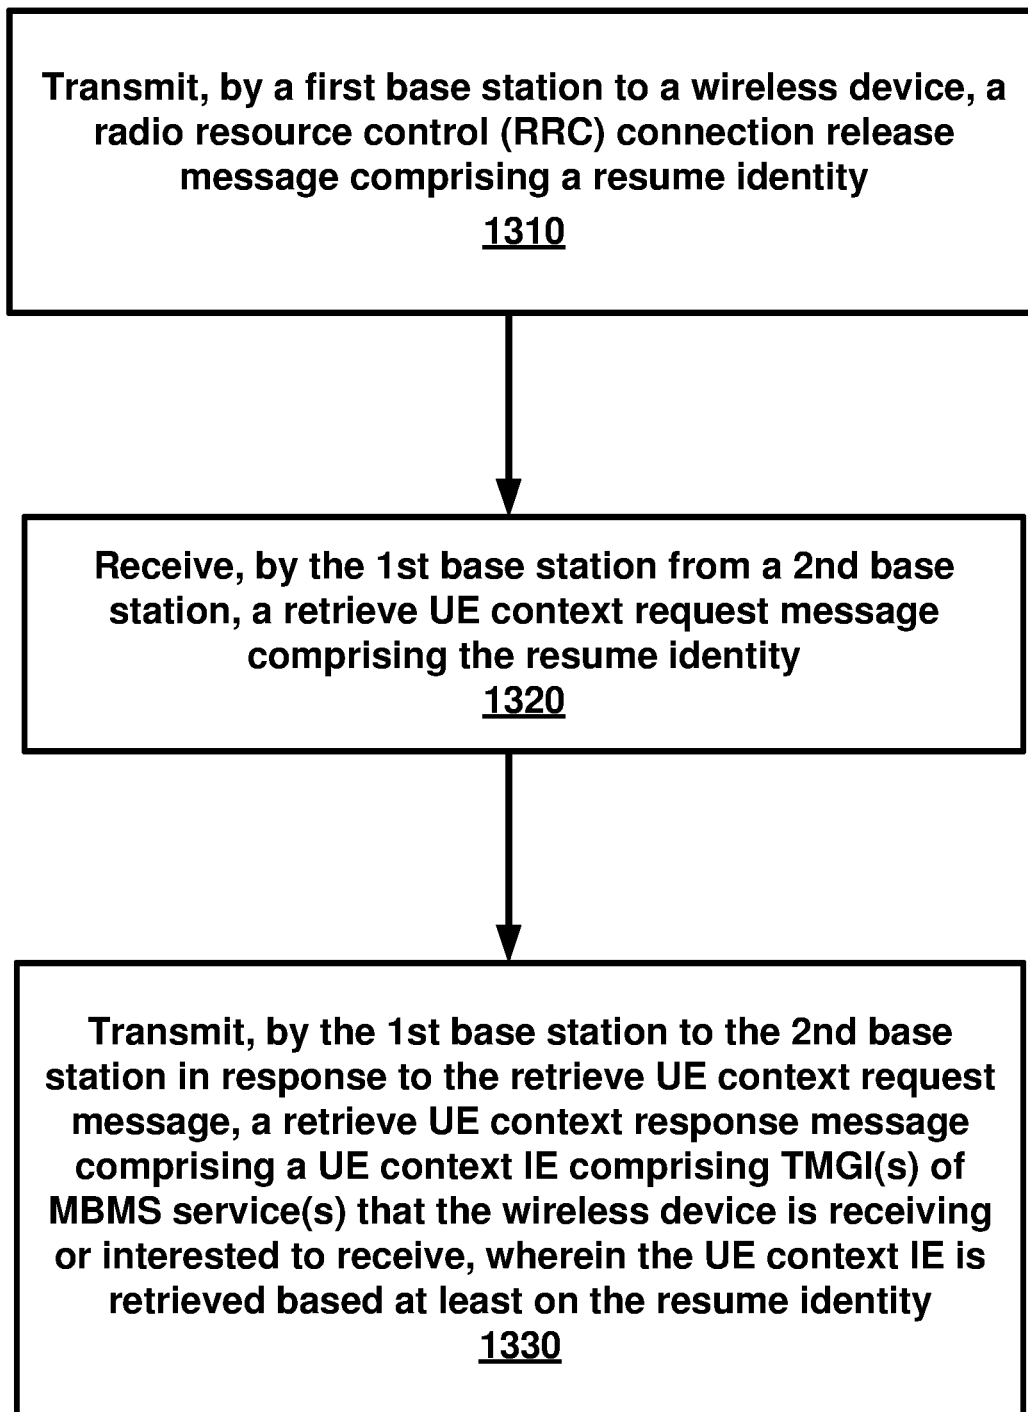 Transmit, by a first base station to a wireless device, a
radio resource control (RRC) connection release
message comprising a resume identity
1310
Receive, by the 1st base station from a 2nd base
station, a retrieve UE context request message
comprising the resume identity
1320
Transmit, by the 1st base station to the 2nd base
station in response to the retrieve UE context request
message, a retrieve UE context response message
comprising a UE context IE comprising TMGI(s) of
MBMS service(s) that the wireless device is receiving
or interested to receive, wherein the UE context IE is
retrieved based at least on the resume identity
1330